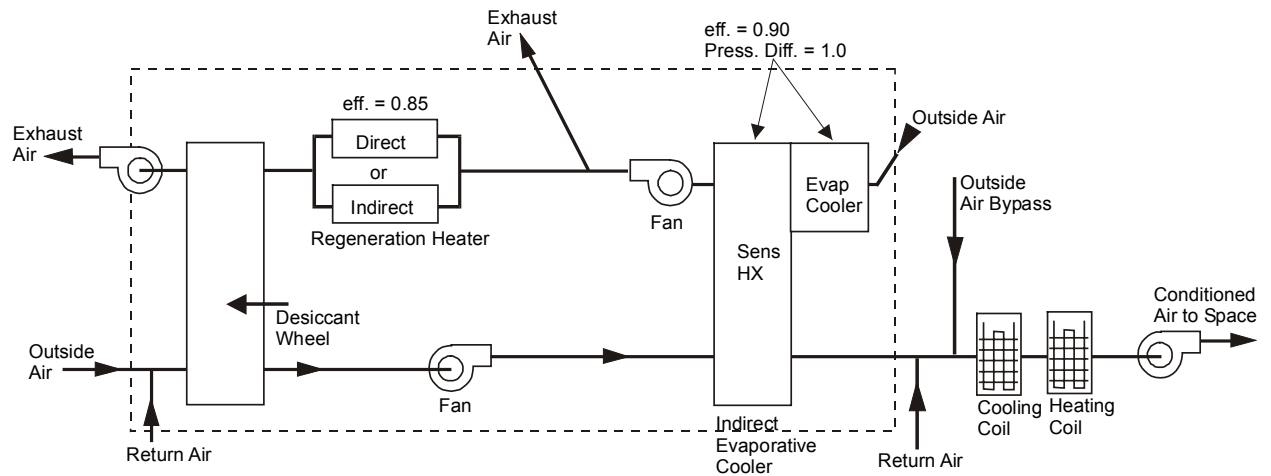 Exhaust
Air
eff. = 0.90
Press. Diff. = 1.0
eff. = 0.85
Exhaust
Air
Direct
or
Indirect
Regeneration Heater
Fan
Evap
Cooler
Outside Air
Outside
Air Bypass
Sens
HX
Desiccant
Wheel
Outside
Air
Return Air
Fan
Indirect
Evaporative
Cooler
Return Air
Cooling
Coil
Heating
Coil
Conditioned
Air to Space